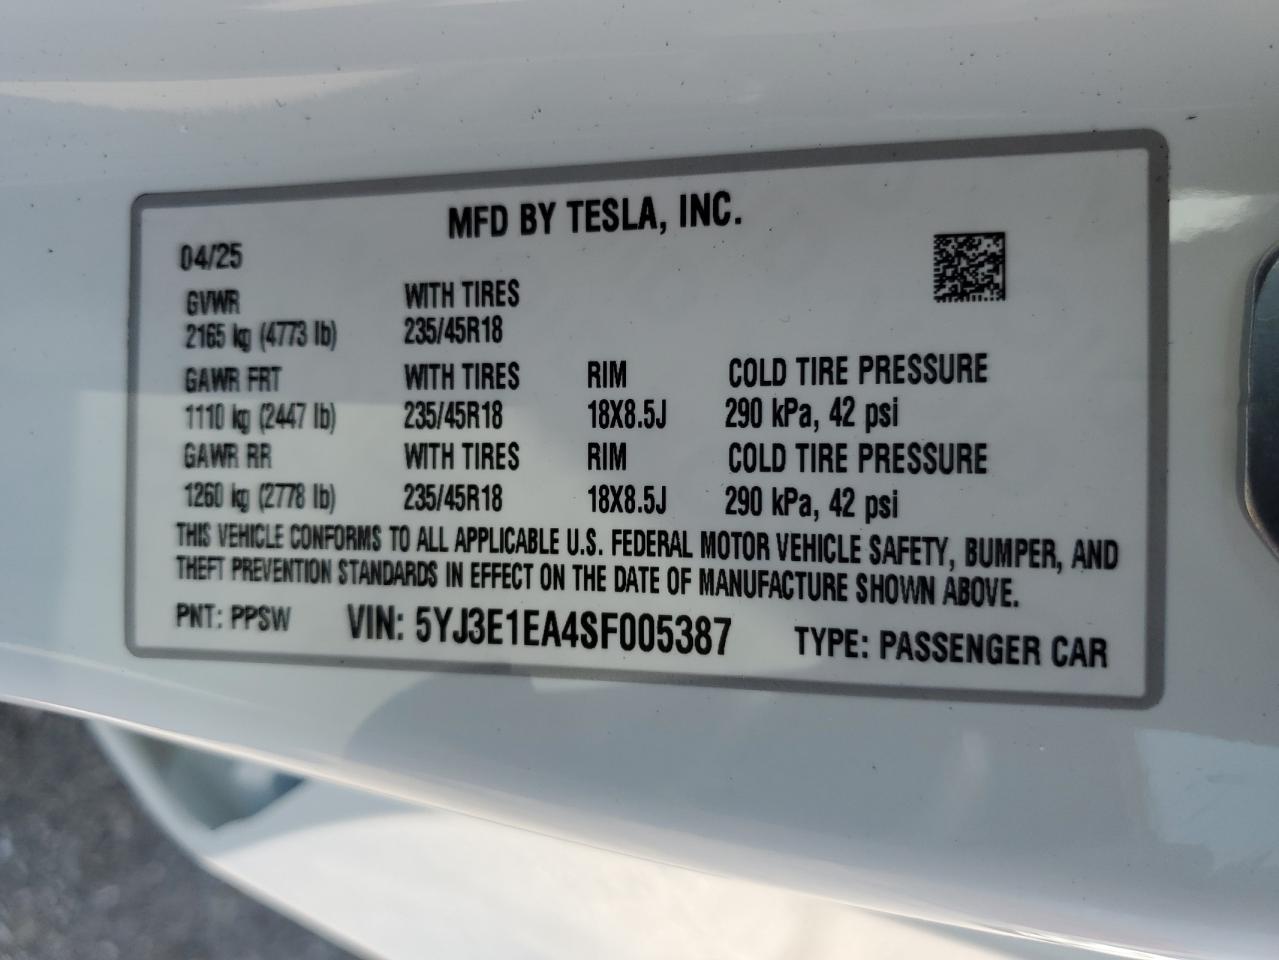 MFD BY TESLA, INC.
04/25
GVWR WITH TIRES
2165 kg (4773 lb) 235/45R18
GAWR FRT WITH TIRES RIM COLD TIRE PRESSURE
1110 kg (2447 lb) 235/45R18 18X8.5J 290 kPa, 42 psi
GAWR RR WITH TIRES RIM COLD TIRE PRESSURE
1260 kg (2778 lb) 235/45R18 18X8.5J 290 kPa, 42 psi
THIS VEHICLE CONFORMS TO ALL APPLICABLE U.S. FEDERAL MOTOR VEHICLE SAFETY, BUMPER, AND
THEFT PREVENTION STANDARDS IN EFFECT ON THE DATE OF MANUFACTURE SHOWN ABOVE.
PNT: PPSW VIN: 5YJ3E1EA4SF005387 TYPE: PASSENGER CAR